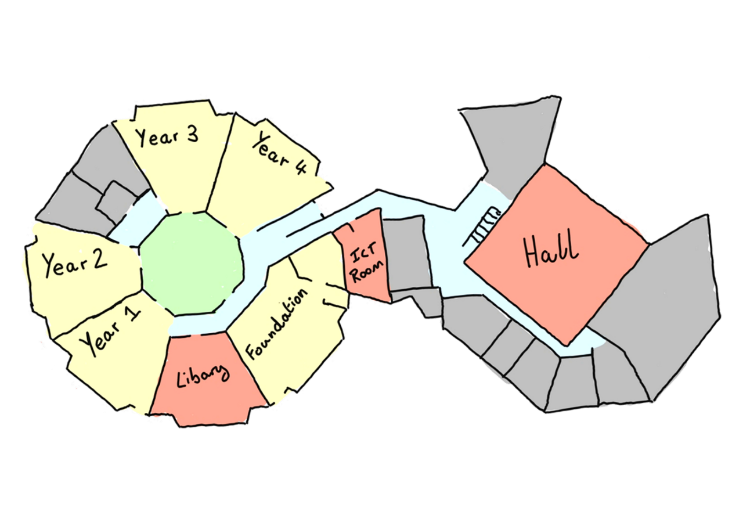 Year 3
Year 4
Year 2
ICT
Room
Hall
Year 1
Foundation
Libary